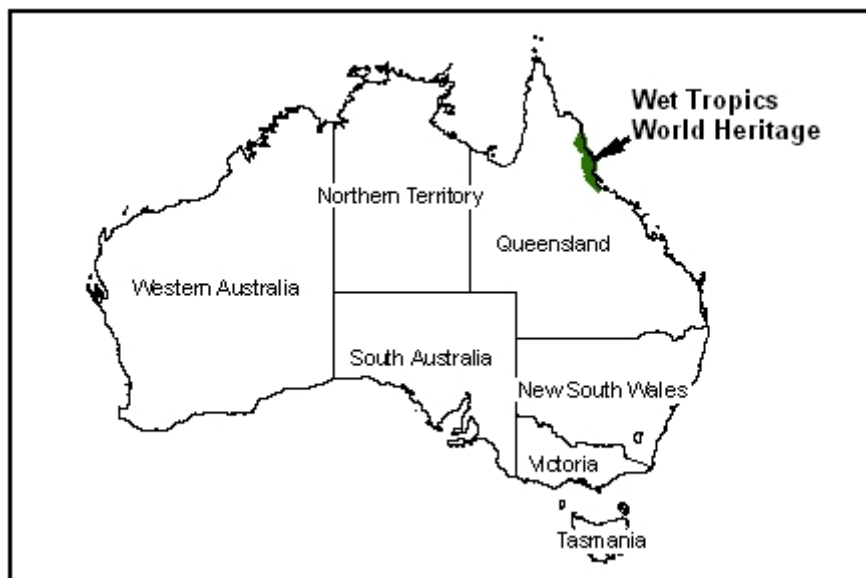 Wet Tropics
World Heritage
Northern Territory
Queensland
Western Australia
South Australia
New South Wales
Victoria
Tasmania